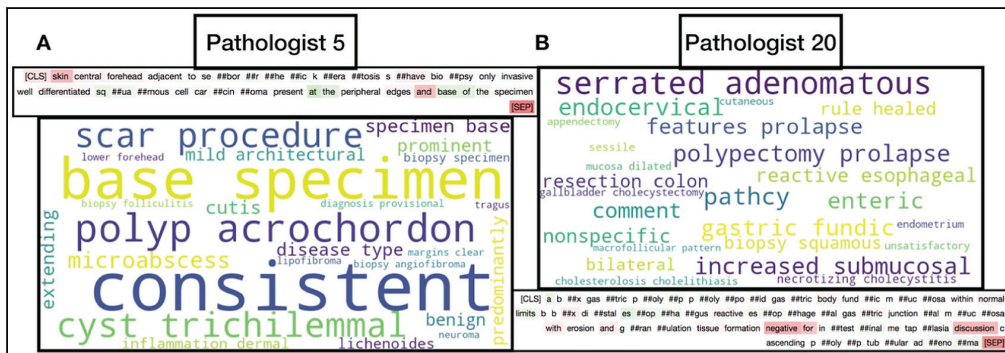 A
Pathologist 5
[CLS] skin central forehead adjacent to se ##bor ##r ##he ##ic k ##era ##tosis s ##have bio ##psy only invasive
well differentiated sq ##ua ##mous cell car ##cin ##oma present at the peripheral edges and base of the specimen
[SEP]
scar procedure
specimen base
prominent
lower forehead
mild architectural
biopsy specimen
base specimen
biopsy folliculitis
cutis
diagnosis provisional
tragus
extending
polyp acrochordon
predominantly
disease type
margins clear
microabscess
lipofibroma
biopsy angiofibroma
consistent
cyst trichilemmal
benign
neuroma
inflammation dermal
lichenoides
B
Pathologist 20
serrated adenomatous
endocervical
cutaneous
rule healed
appendectomy
features prolapse
sessile
polypectomy prolapse
mucosa dilated
reactive esophageal
resection colon
gallbladder cholecystectomy
pathcy
enteric
comment
gastric fundic
endometrium
nonspecific
biopsy squamous
unsatisfactory
macrofollicular pattern
bilateral
increased submucosal
cholesterolosis cholelithiasis
necrotizing cholecystitis
[CLS] a b ##x gas ##tric p ##oly ##p p ##oly ##po ##id gas ##tric body fund ##ic m ##uc ##osa within normal
limits b b ##x di ##stal es ##op ##ha ##gus reactive es ##op ##hage ##al gas ##tric junction ##al m ##uc ##osa
with erosion and g ##ran ##ulation tissue formation negative for in ##test ##inal me tap ##lasia discussion c
ascending p ##oly ##p tub ##ular ad ##eno ##ma [SEP]